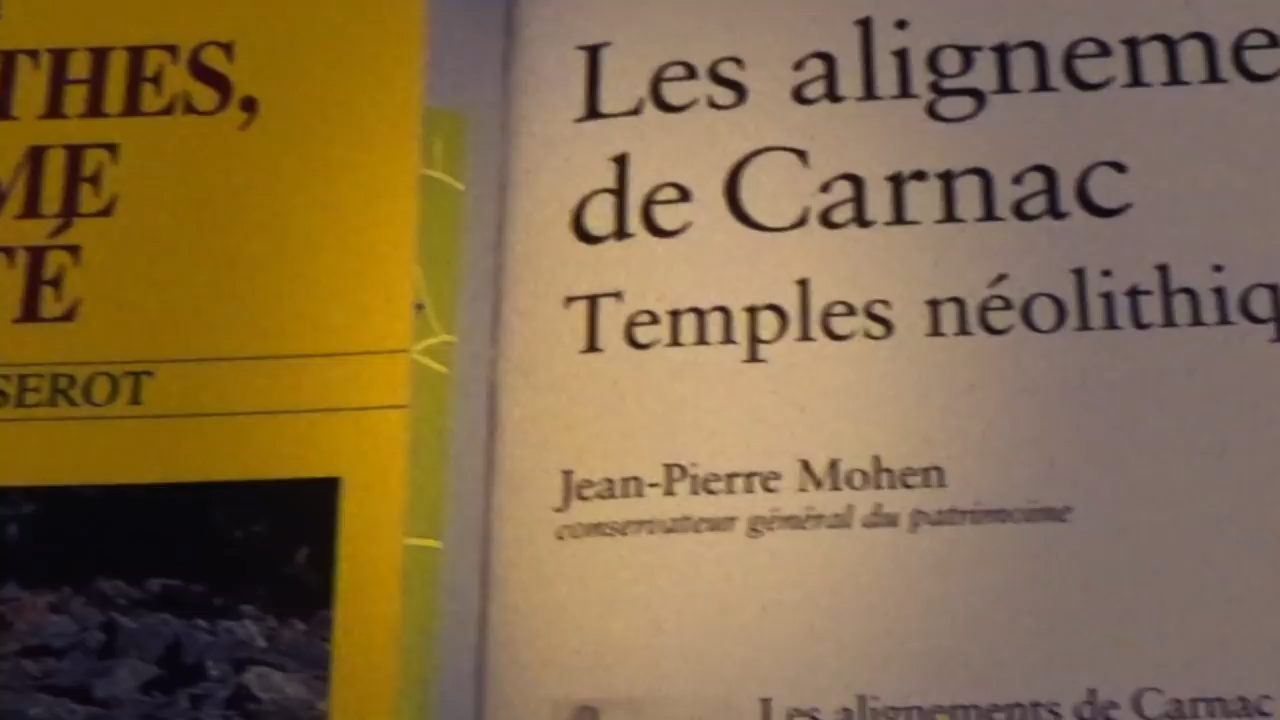 THES,
ME
TÉ
SEROT
Les aligneme
de Carnac
Temples néolithiq
Jean-Pierre Mohen
conservateur général du patrimoine
Les alignements de Carnac